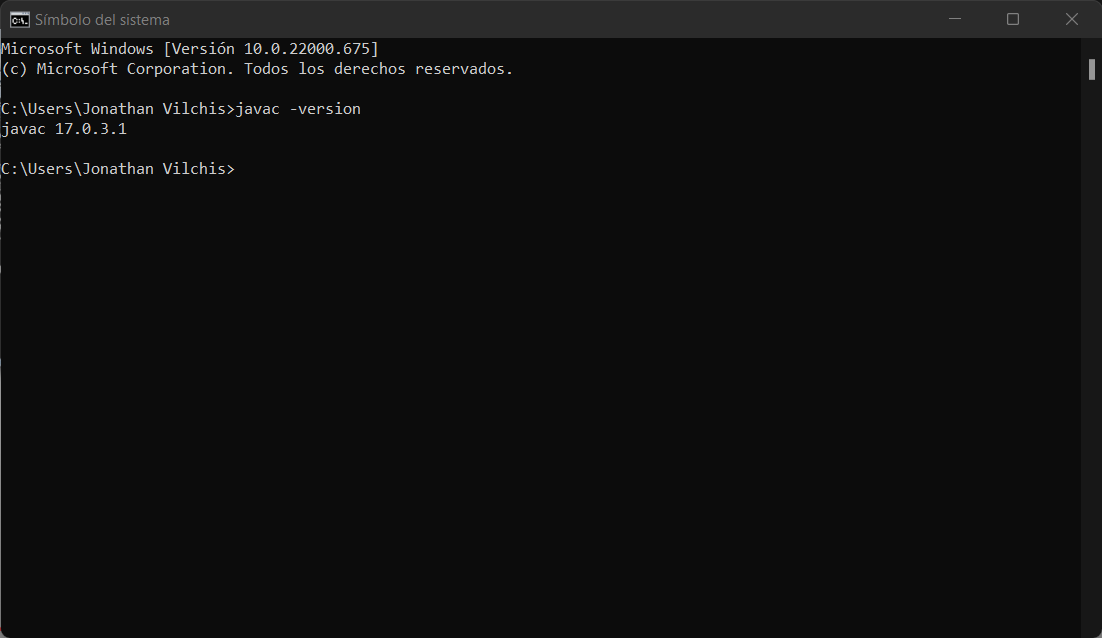 Símbolo del sistema
Microsoft Windows [Versión 10.0.22000.675]
(c) Microsoft Corporation. Todos los derechos reservados.
C:\Users\Jonathan Vilchis>javac -version
javac 17.0.3.1
C:\Users\Jonathan Vilchis>